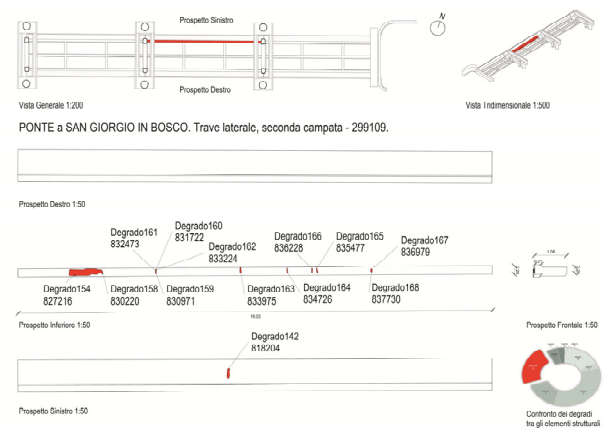 Prospetto Sinistro
N
Prospetto Destro
Vista Generale 1:200
Vista Tridimensionale 1:500
PONTE a SAN GIORGIO IN BOSCO. Trave laterale, seconda campata - 299109.
Prospetto Destro 1:50
Degrado161
832473
Degrado160
831722
Degrado162
833224
Degrado166
836228
Degrado165
835477
Degrado167
836979
Degrado154
827216
Degrado158
830220
Degrado159
830971
Degrado163
833975
Degrado164
834726
Degrado168
837730
Prospetto Inferiore 1:50
Prospetto Frontale 1:50
Degrado142
818204
Prospetto Sinistro 1:50
Confronto dei degradi
tra gli elementi strutturali